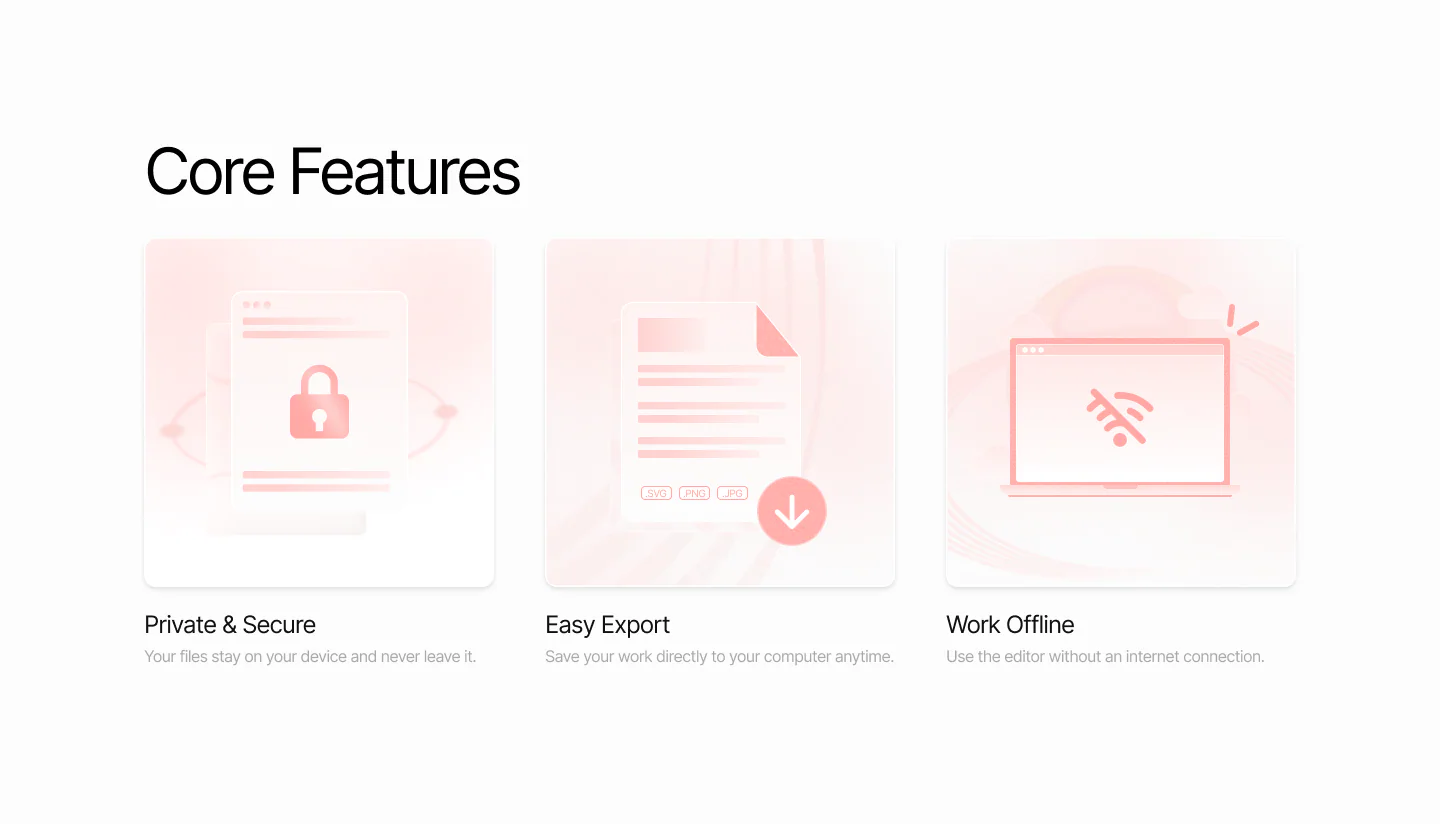 Core Features
.SVG .PNG .JPG
Private & Secure
Your files stay on your device and never leave it.
Easy Export
Save your work directly to your computer anytime.
Work Offline
Use the editor without an internet connection.